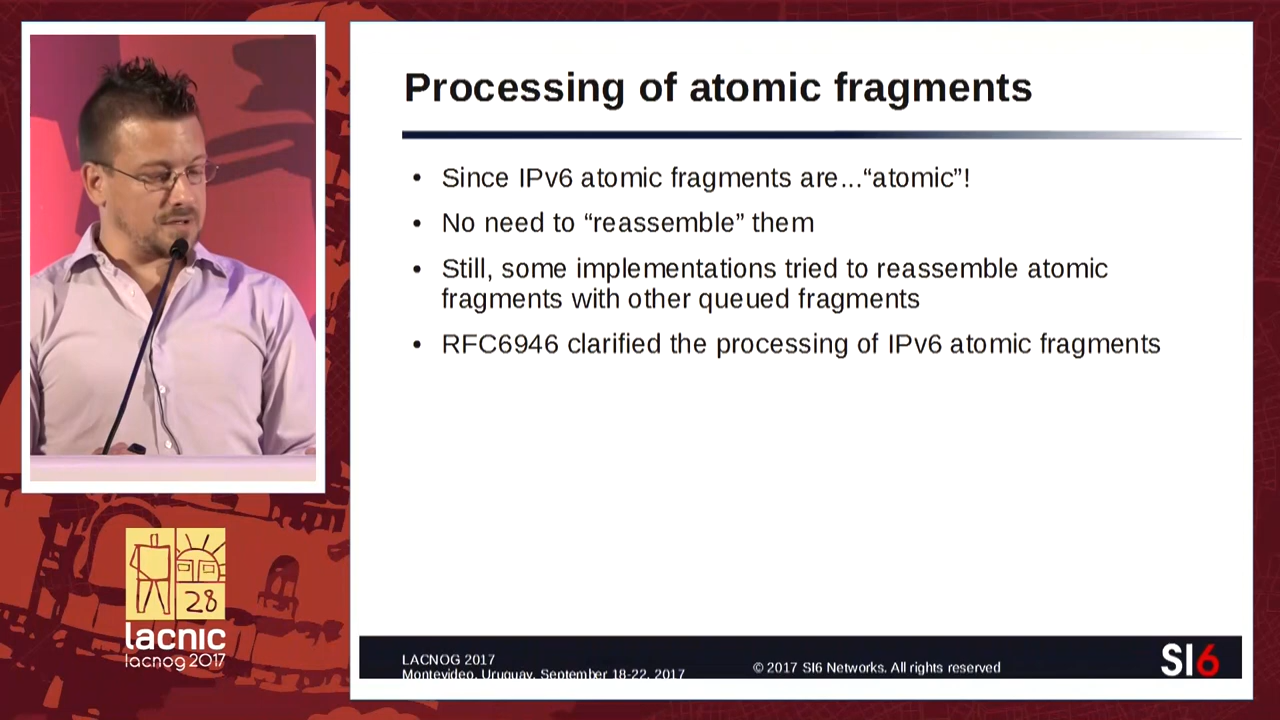 Processing of atomic fragments
• Since IPv6 atomic fragments are...“atomic”!
• No need to “reassemble” them
• Still, some implementations tried to reassemble atomic
fragments with other queued fragments
• RFC6946 clarified the processing of IPv6 atomic fragments
28
lacnic
lacnog 2017
LACNOG 2017
Montevideo, Uruguay, September 18-22, 2017
© 2017 SI6 Networks. All rights reserved
SI6